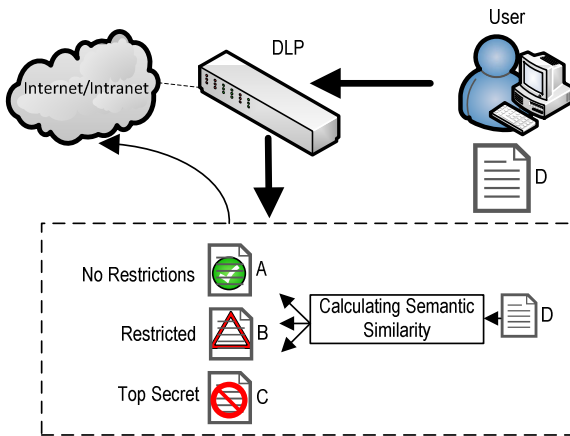 User
DLP
Internet/Intranet
D
No Restrictions
A
Calculating Semantic
Similarity
D
Restricted
B
Top Secret
C